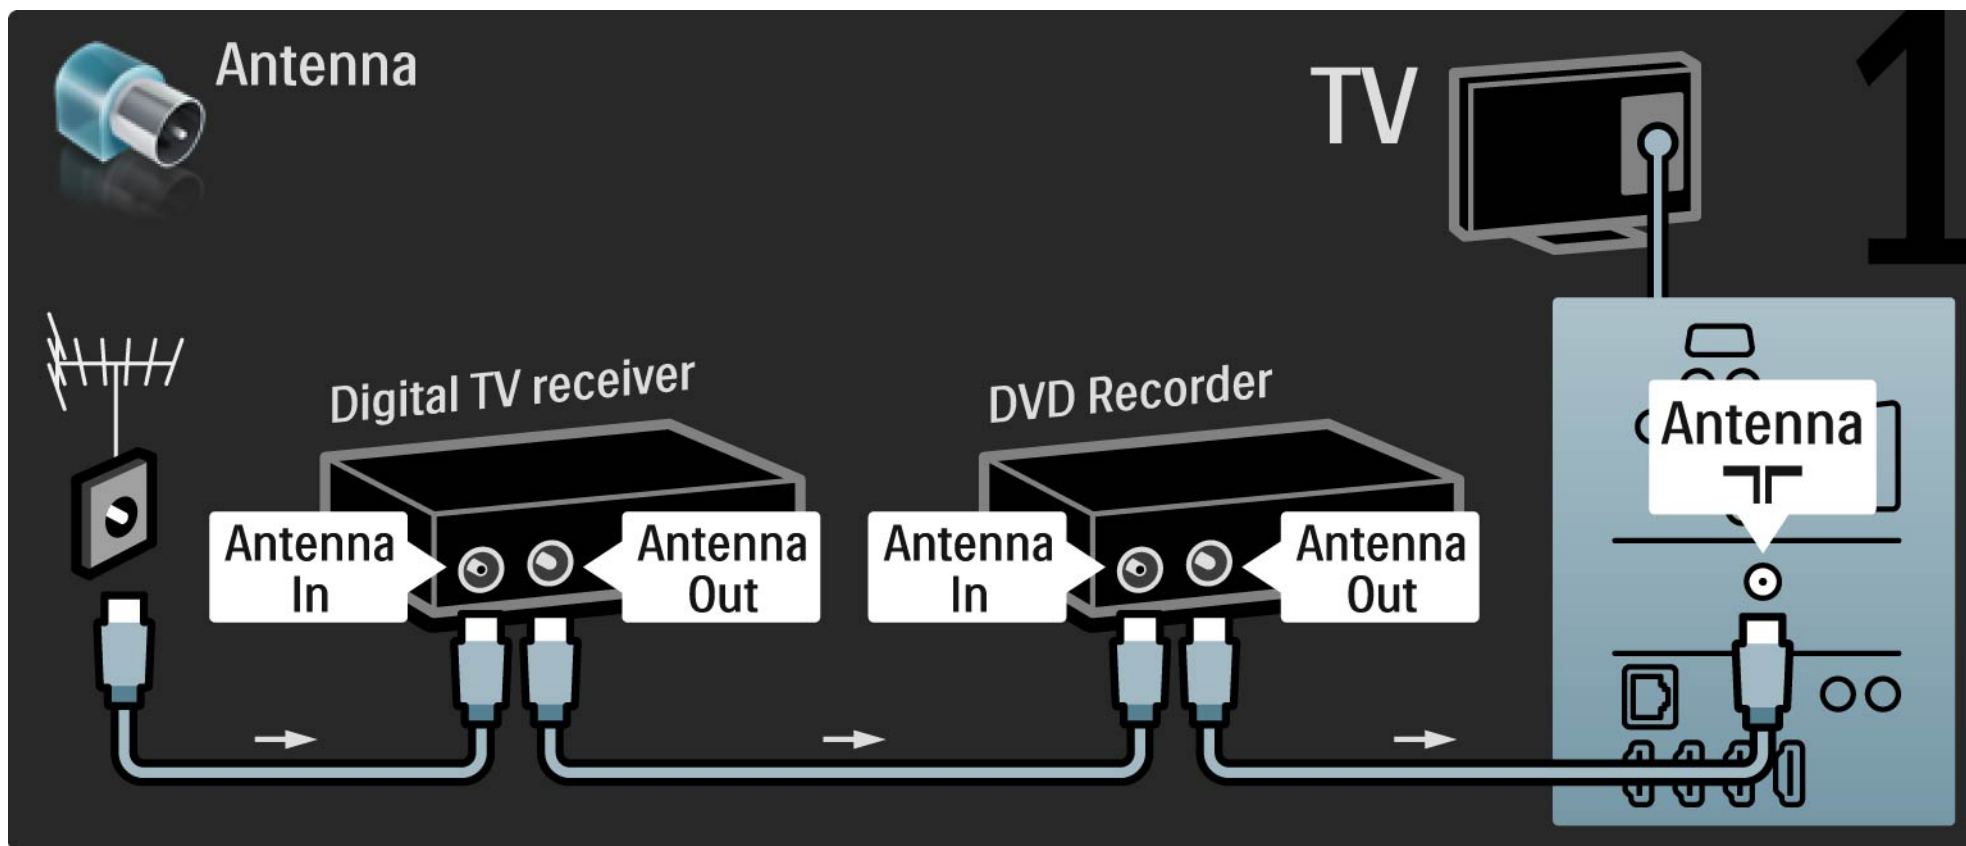 Antenna
TV
1
Digital TV receiver
DVD Recorder
Antenna
Antenna
In
Antenna
Out
Antenna
In
Antenna
Out